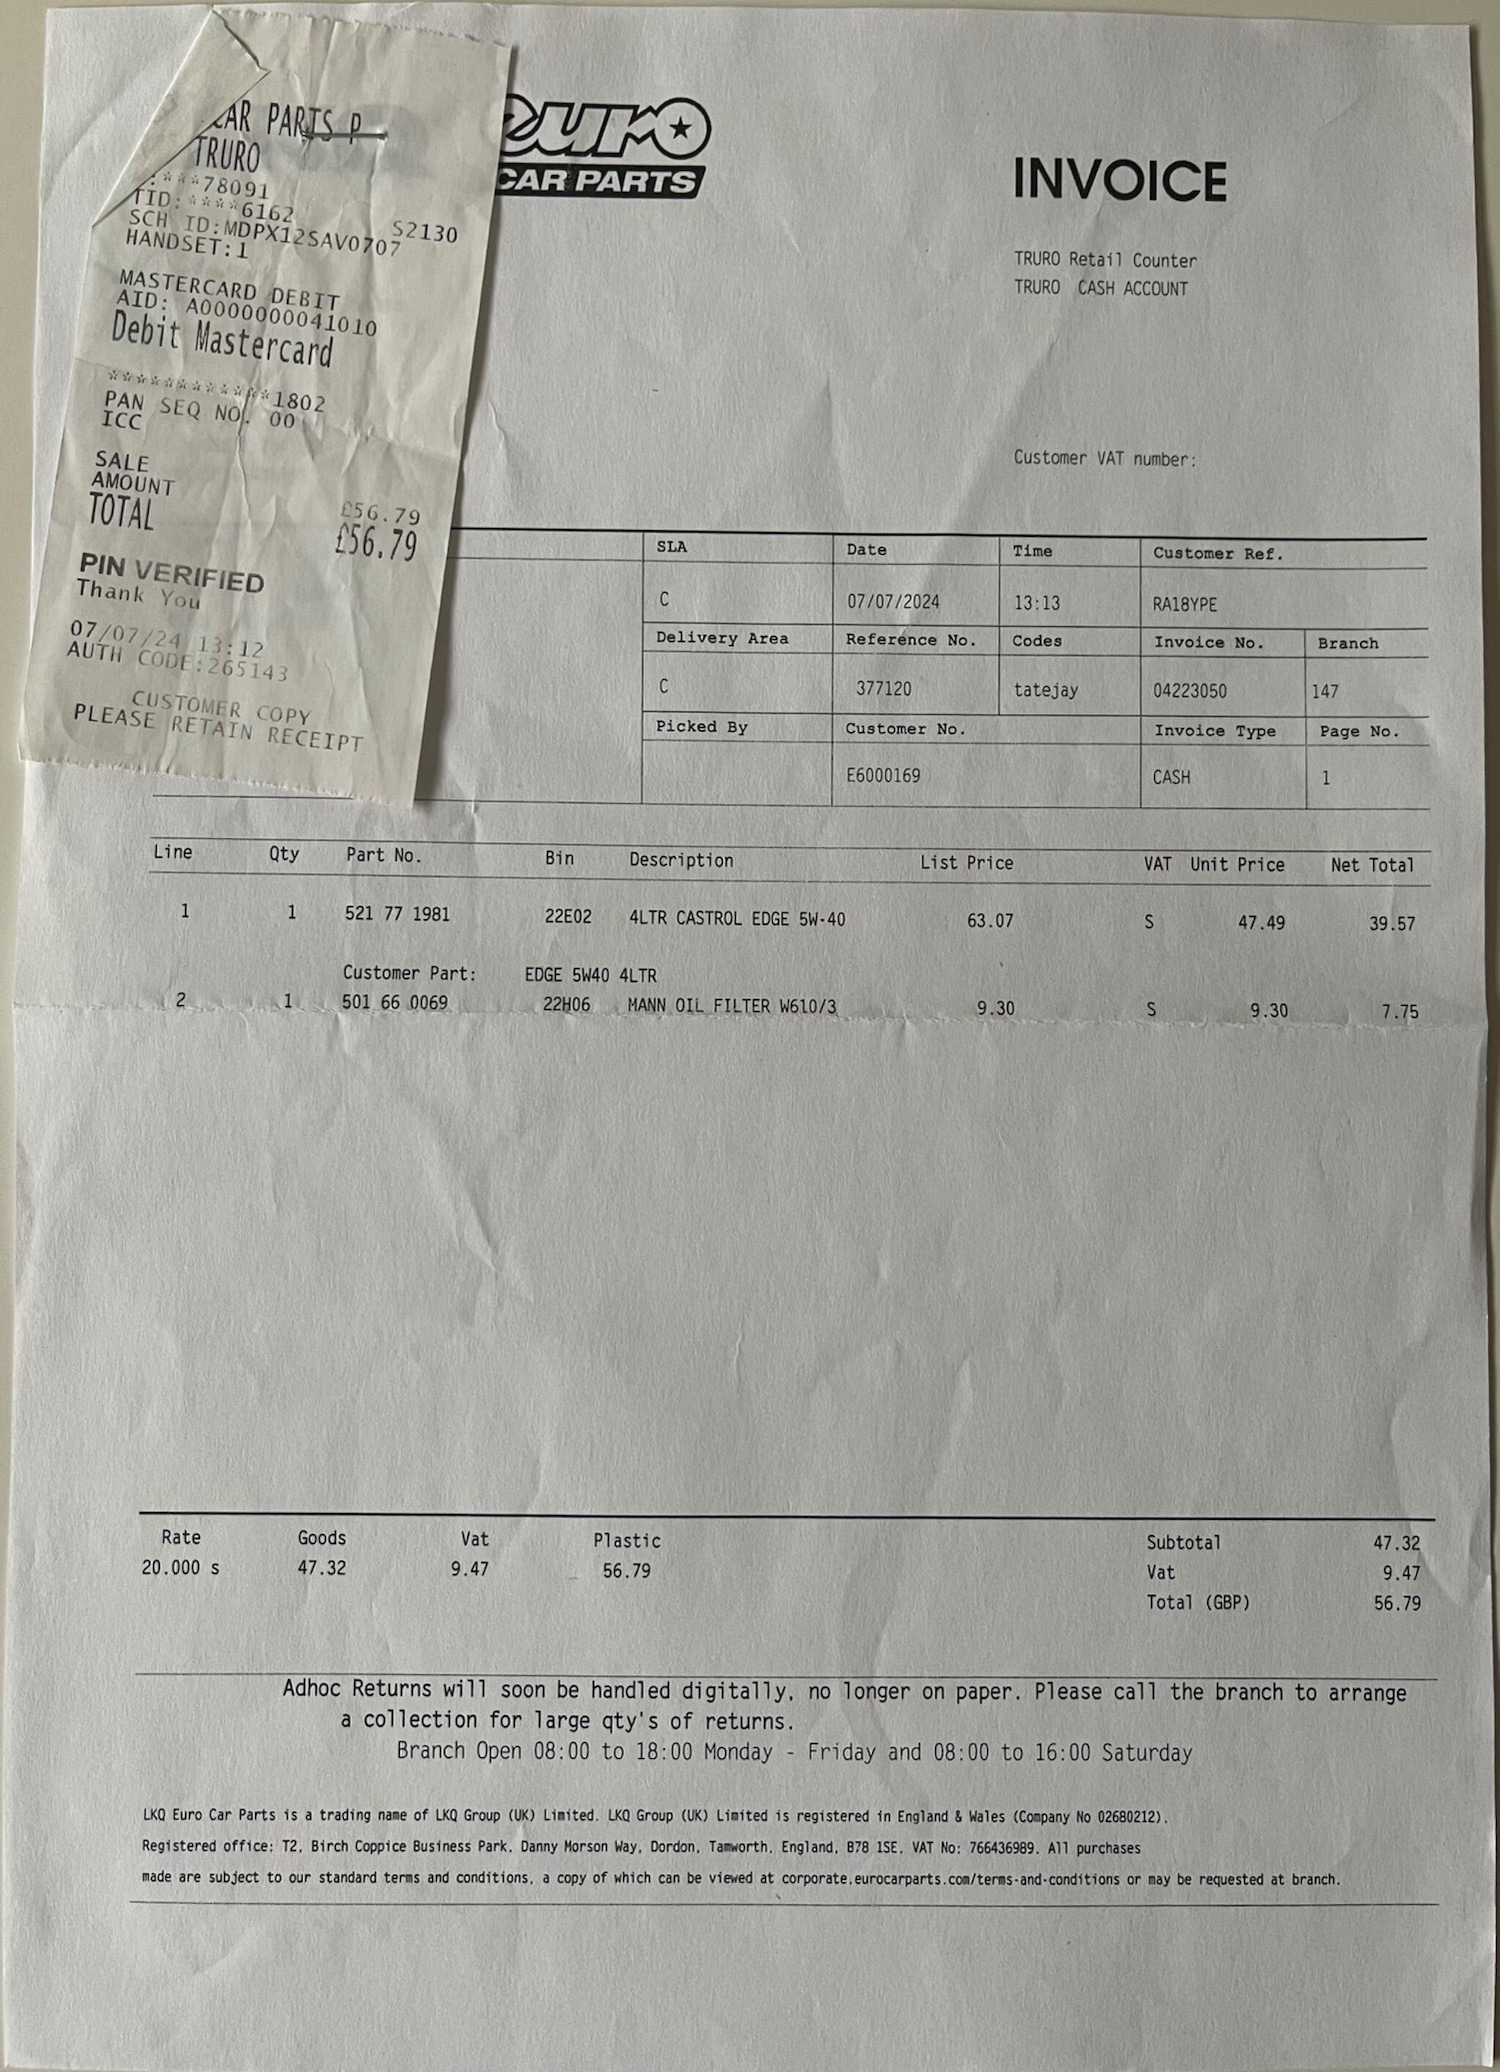 CAR PARTS P
TRURO
:***78091
TID:****6162 S2130
SCH ID:MDPX12SAV0707
HANDSET:1
MASTERCARD DEBIT
AID: A0000000041010
Debit Mastercard
************1802
PAN SEQ NO. 00
ICC
SALE
AMOUNT £56.79
TOTAL £56.79
PIN VERIFIED
Thank You
07/07/24 13:12
AUTH CODE:265143
CUSTOMER COPY
PLEASE RETAIN RECEIPT
euro
CAR PARTS
INVOICE
TRURO Retail Counter
TRURO CASH ACCOUNT
Customer VAT number:
SLA Date Time Customer Ref.
C 07/07/2024 13:13 RA18YPE
Delivery Area Reference No. Codes Invoice No. Branch
C 377120 tatejay 04223050 147
Picked By Customer No. Invoice Type Page No.
E6000169 CASH 1
Line Qty Part No. Bin Description List Price VAT Unit Price Net Total
1 1 521 77 1981 22E02 4LTR CASTROL EDGE 5W-40 63.07 S 47.49 39.57
Customer Part: EDGE 5W40 4LTR
2 1 501 66 0069 22H06 MANN OIL FILTER W610/3 9.30 S 9.30 7.75
Rate Goods Vat Plastic Subtotal 47.32
20.000 s 47.32 9.47 56.79 Vat 9.47
Total (GBP) 56.79
Adhoc Returns will soon be handled digitally, no longer on paper. Please call the branch to arrange
a collection for large qty's of returns.
Branch Open 08:00 to 18:00 Monday - Friday and 08:00 to 16:00 Saturday
LKQ Euro Car Parts is a trading name of LKQ Group (UK) Limited. LKQ Group (UK) Limited is registered in England & Wales (Company No 02680212).
Registered office: T2, Birch Coppice Business Park, Danny Morson Way, Dordon, Tamworth, England, B78 1SE. VAT No: 766436989. All purchases
made are subject to our standard terms and conditions, a copy of which can be viewed at corporate.eurocarparts.com/terms-and-conditions or may be requested at branch.